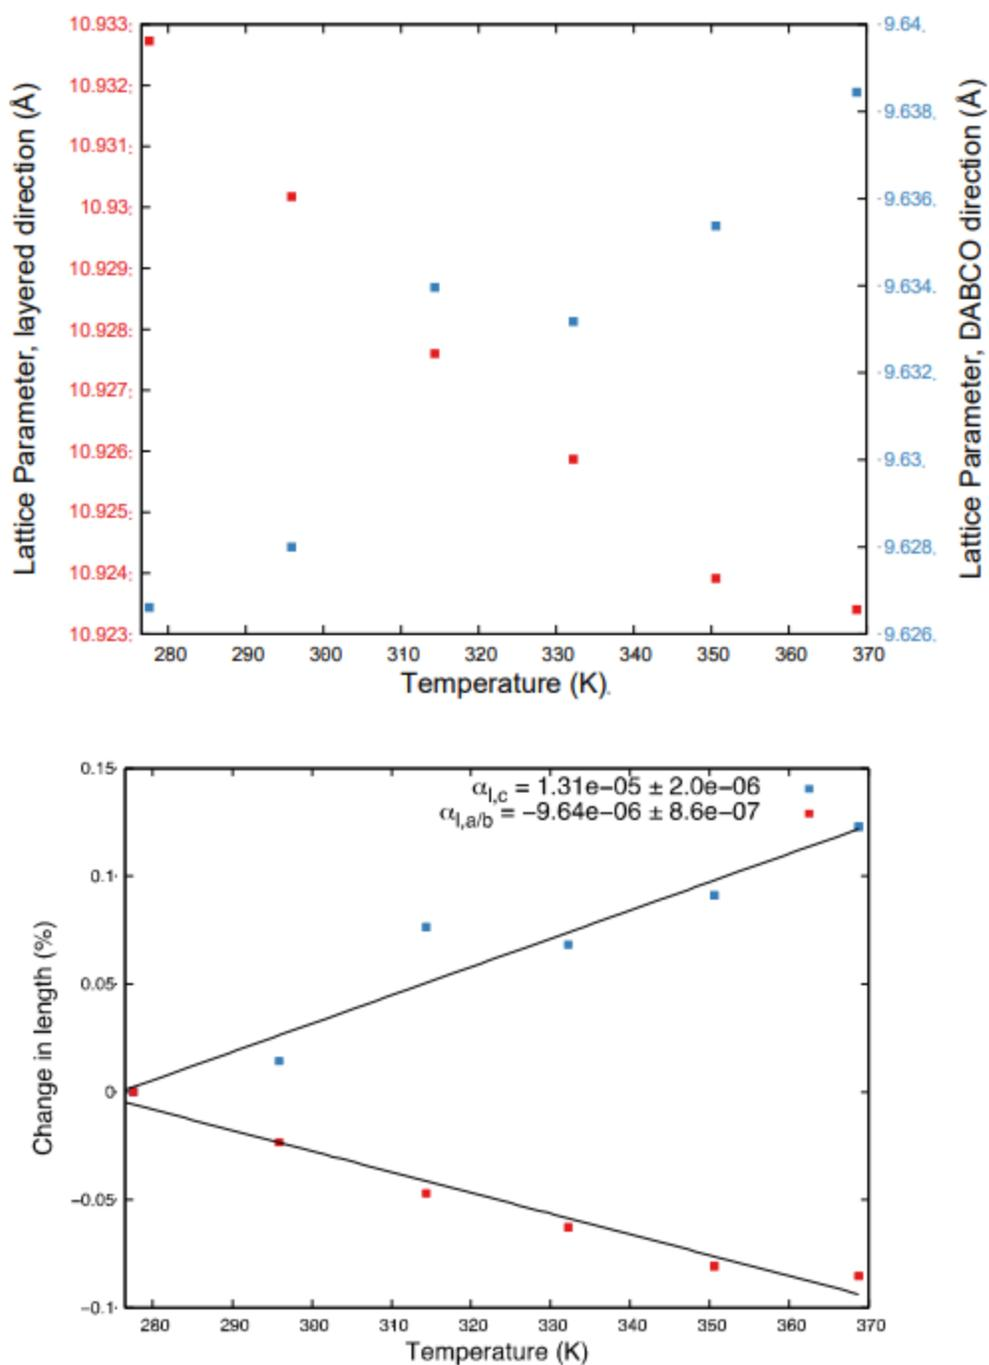 10.933
10.932
10.931
10.93
10.929
10.928
10.927
10.926
10.925
10.924
10.923
Lattice Parameter, layered direction (Å)
9.64
9.638
9.636
9.634
9.632
9.63
9.628
9.626
Lattice Parameter, DABCO direction (Å)
280 290 300 310 320 330 340 350 360 370
Temperature (K)
αl,c = 1.31e−05 ± 2.0e−06
αl,a/b = −9.64e−06 ± 8.6e−07
0.15
0.1
0.05
0
−0.05
−0.1
Change in length (%)
280 290 300 310 320 330 340 350 360 370
Temperature (K)